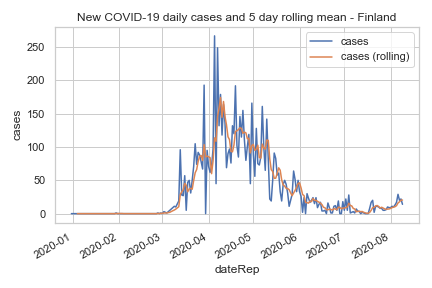 New COVID-19 daily cases and 5 day rolling mean - Finland
cases
cases (rolling)
250
200
150
100
50
0
cases
2020-01
2020-02
2020-03
2020-04
2020-05
2020-06
2020-07
2020-08
dateRep